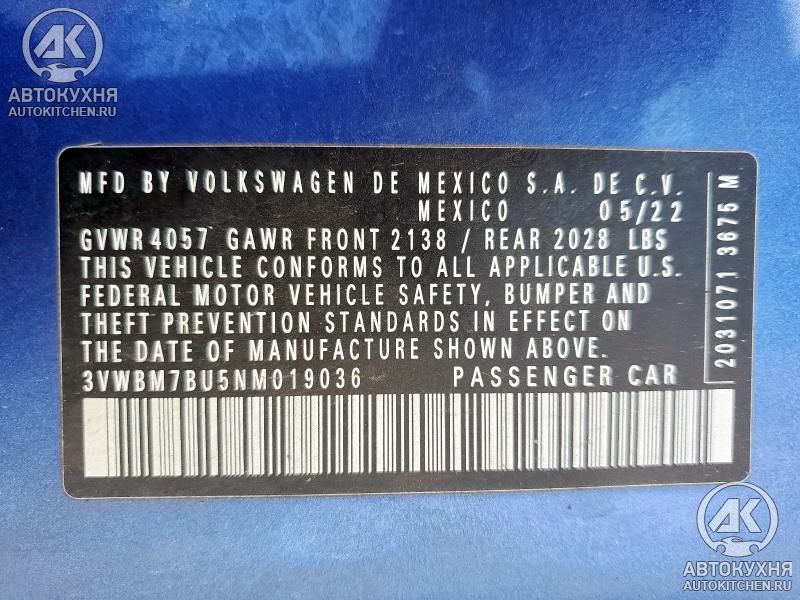 AK
АВТОКУХНЯ
AUTOKITCHEN.RU
MFD BY VOLKSWAGEN DE MEXICO S.A. DE C.V.
MEXICO 05/22
GVWR 4057 GAWR FRONT 2138 / REAR 2028 LBS
THIS VEHICLE CONFORMS TO ALL APPLICABLE U.S.
FEDERAL MOTOR VEHICLE SAFETY, BUMPER AND
THEFT PREVENTION STANDARDS IN EFFECT ON
THE DATE OF MANUFACTURE SHOWN ABOVE.
3VWBM7BU5NM019036 PASSENGER CAR
2031071 3675 M
AK
АВТОКУХНЯ
AUTOKITCHEN.RU